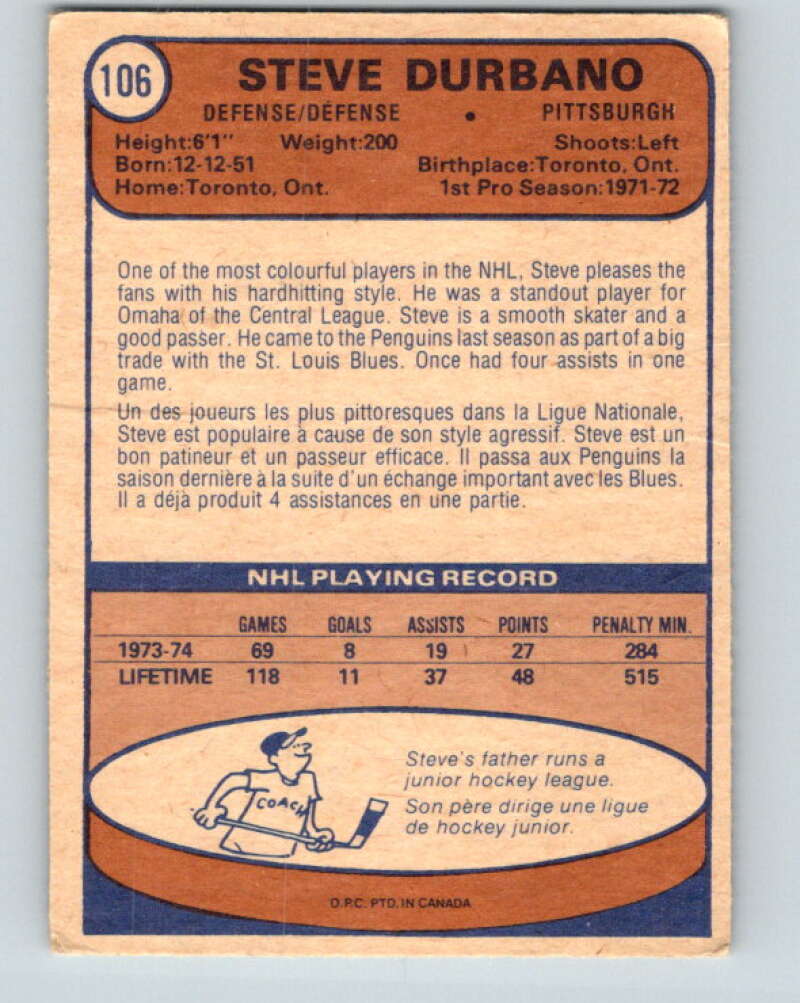 106
STEVE DURBANO
DEFENSE/DÉFENSE • PITTSBURGH
Height:6'1" Weight:200 Shoots:Left
Born:12-12-51 Birthplace:Toronto, Ont.
Home:Toronto, Ont. 1st Pro Season:1971-72
One of the most colourful players in the NHL, Steve pleases the
fans with his hardhitting style. He was a standout player for
Omaha of the Central League. Steve is a smooth skater and a
good passer. He came to the Penguins last season as part of a big
trade with the St. Louis Blues. Once had four assists in one
game.
Un des joueurs les plus pittoresques dans la Ligue Nationale,
Steve est populaire à cause de son style agressif. Steve est un
bon patineur et un passeur efficace. Il passa aux Penguins la
saison dernière à la suite d'un échange important avec les Blues.
Il a déjà produit 4 assistances en une partie.
NHL PLAYING RECORD
GAMES GOALS ASSISTS POINTS PENALTY MIN.
1973-74 69 8 19 27 284
LIFETIME 118 11 37 48 515
COACH
Steve's father runs a
junior hockey league.
Son père dirige une ligue
de hockey junior.
O.P.C. PTD. IN CANADA